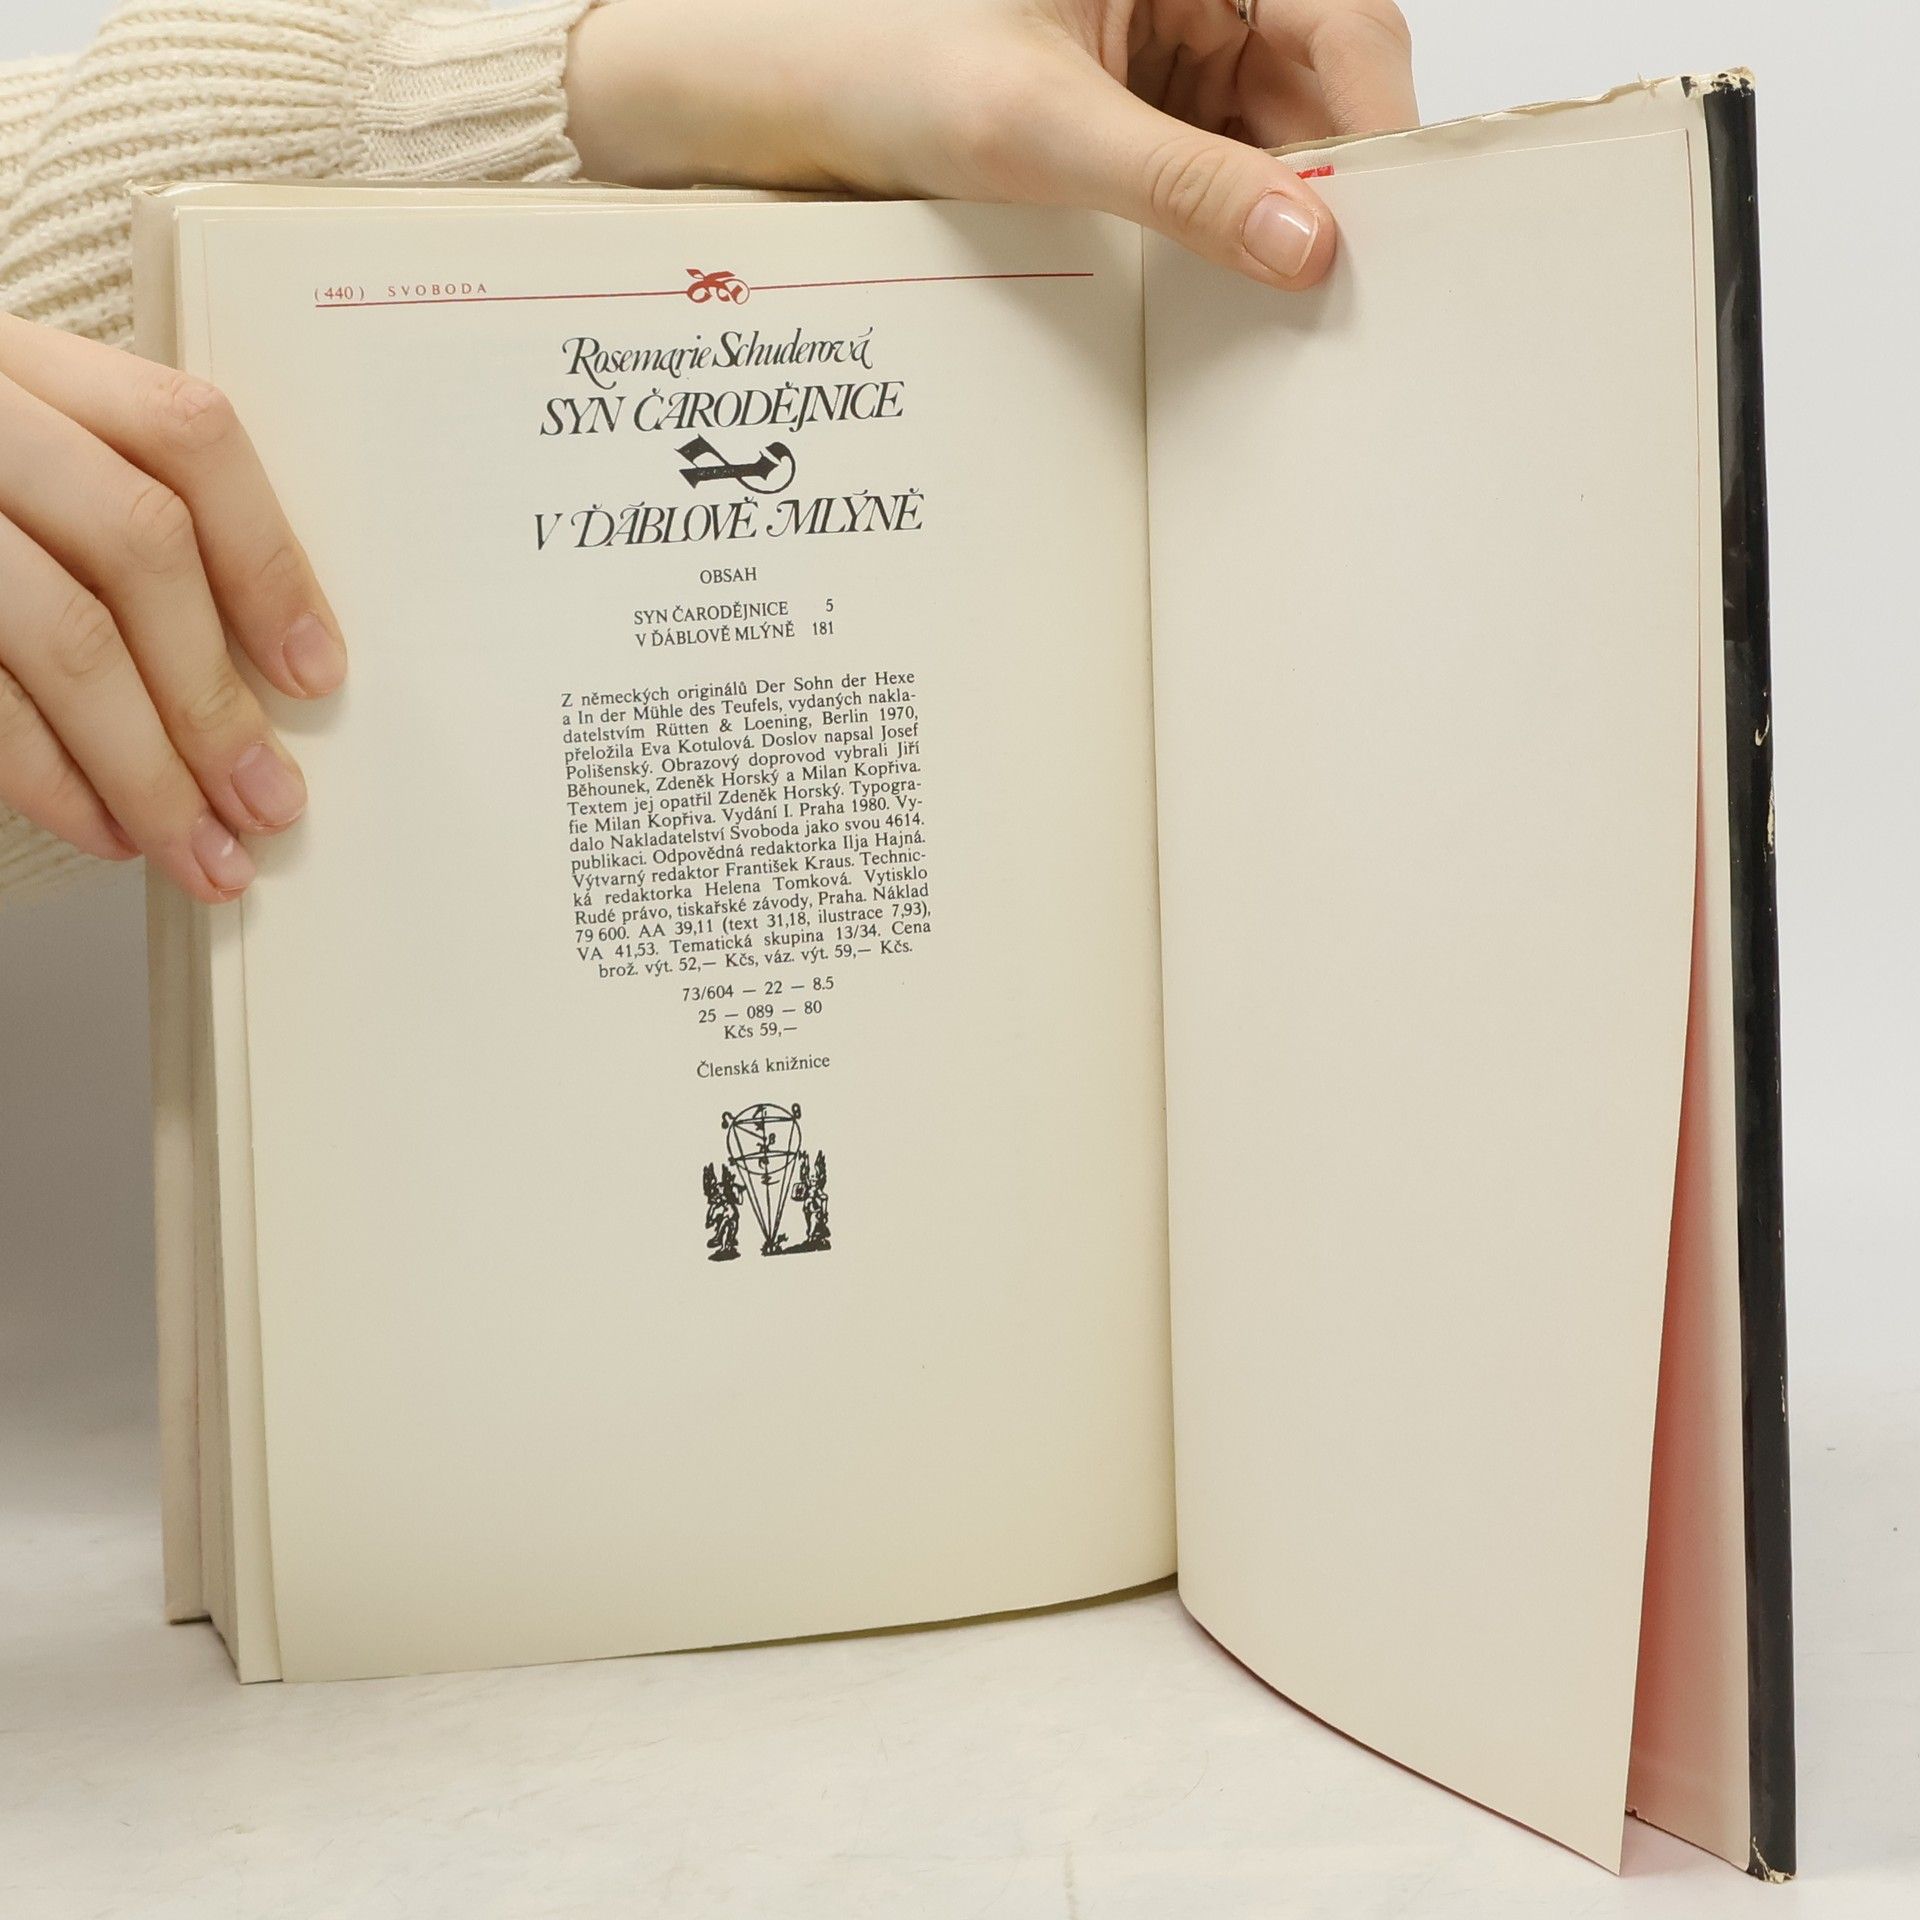 (440) SVOBODA
Rosemarie Schuderová
SYN ČARODĚJNICE
V ĎÁBLOVĚ MLÝNĚ
OBSAH
SYN ČARODĚJNICE 5
V ĎÁBLOVĚ MLÝNĚ 181
Z německých originálů Der Sohn der Hexe
a In der Mühle des Teufels, vydaných nakla-
datelstvím Rütten & Loening, Berlin 1970,
přeložila Eva Kotulová. Doslov napsal Josef
Polišenský. Obrazový doprovod vybrali Jiří
Běhounek, Zdeněk Horský a Milan Kopřiva.
Textem jej opatřil Zdeněk Horský. Typogra-
fie Milan Kopřiva. Vydání I. Praha 1980. Vy-
dalo Nakladatelství Svoboda jako svou 4614.
publikaci. Odpovědná redaktorka Ilja Hajná.
Výtvarný redaktor František Kraus. Technic-
ká redaktorka Helena Tomková. Vytisklo
Rudé právo, tiskařské závody, Praha. Náklad
79 600. AA 39,11 (text 31,18, ilustrace 7,93),
VA 41,53. Tematická skupina 13/34. Cena
brož. výt. 52,— Kčs, váz. výt. 59,— Kčs.
73/604 — 22 — 8.5
25 — 089 — 80
Kčs 59,—
Členská knižnice